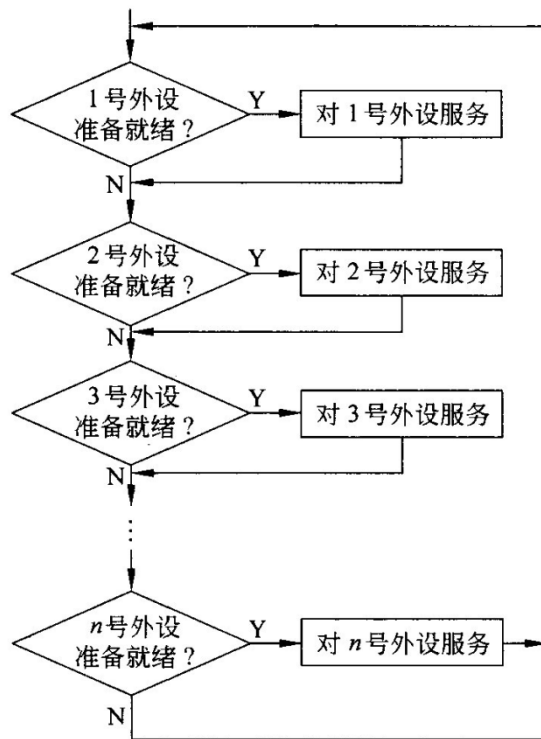 1号外设
准备就绪？
Y
对1号外设服务
N
2号外设
准备就绪？
Y
对2号外设服务
N
3号外设
准备就绪？
Y
对3号外设服务
N
⋮
n号外设
准备就绪？
Y
对n号外设服务
N